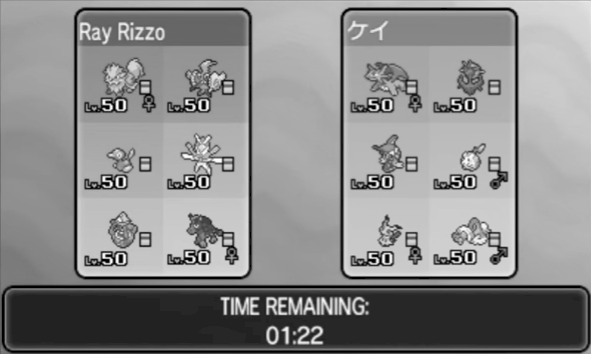 Ray Rizzo
ケイ
Lv.50 ♀ Lv.50
Lv.50 ♀ Lv.50
Lv.50 Lv.50
Lv.50 Lv.50 ♂
Lv.50 Lv.50 ♀
Lv.50 ♀ Lv.50 ♂
TIME REMAINING:
01:22